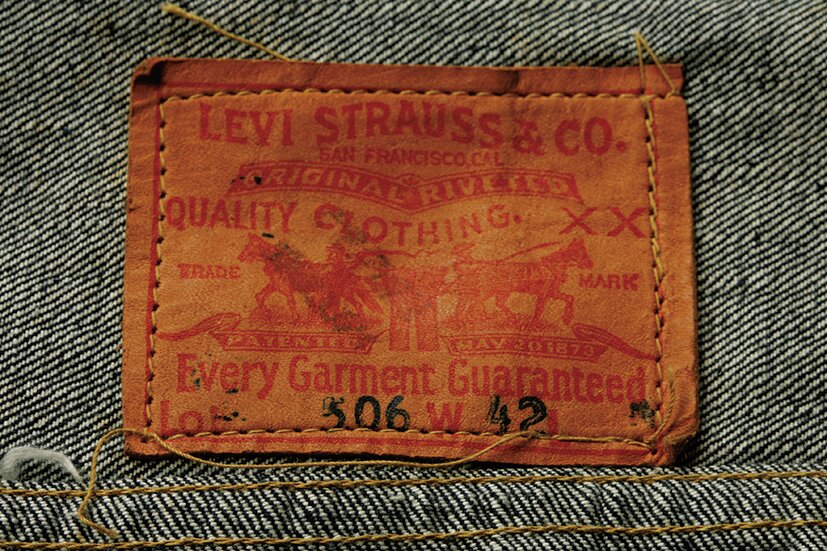 LEVI STRAUSS & CO.
SAN FRANCISCO, CAL.
ORIGINAL RIVETED
QUALITY CLOTHING. XX
TRADE MARK
PATENTED MAY 20 1873
Every Garment Guaranteed
Lot. 506 W. 42